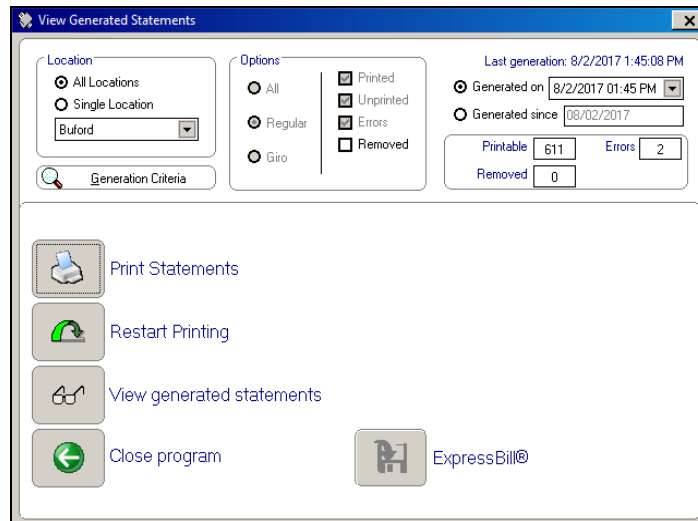 View Generated Statements
Location
All Locations
Single Location
Buford
Generation Criteria
Options
All
Regular
Giro
Printed
Unprinted
Errors
Removed
Last generation: 8/2/2017 1:45:08 PM
Generated on 8/2/2017 01:45 PM
Generated since 08/02/2017
Printable 611 Errors 2
Removed 0
Print Statements
Restart Printing
View generated statements
Close program
ExpressBill®